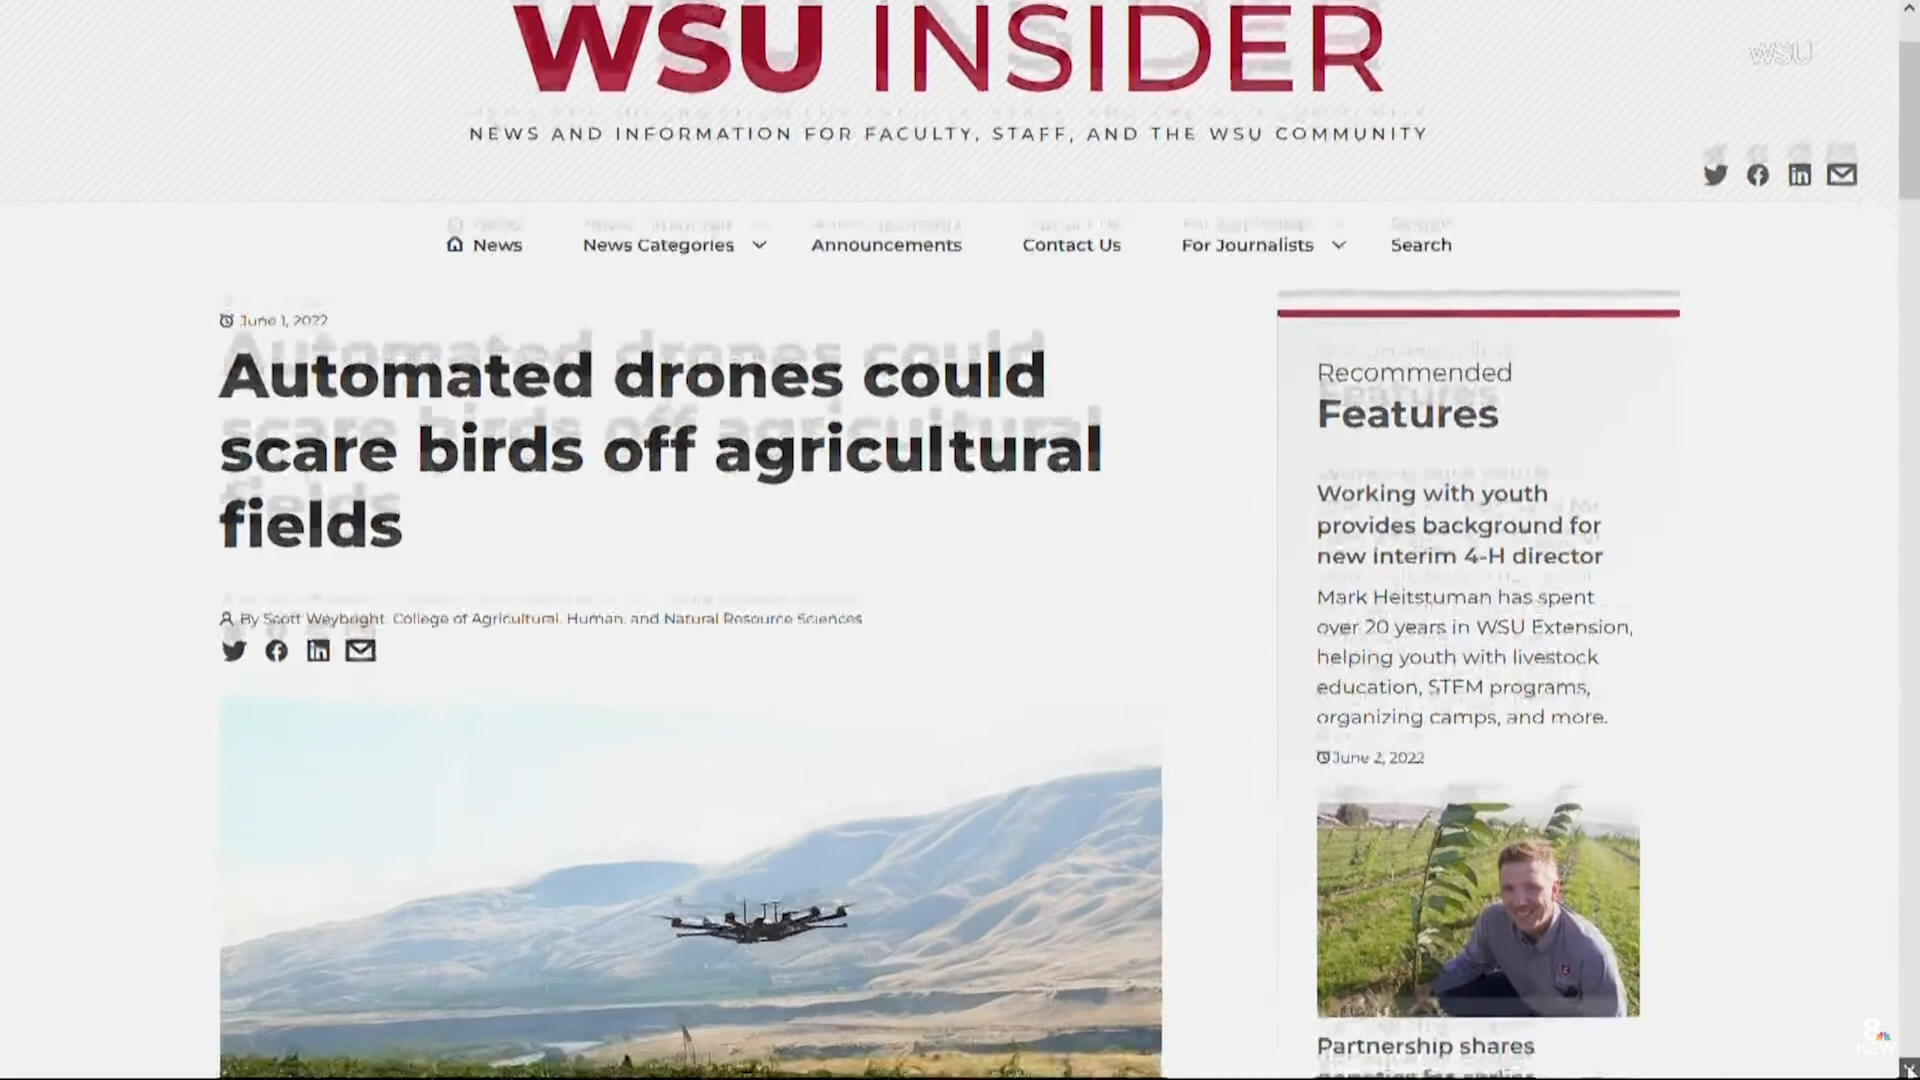 WSU INSIDER
WSU
NEWS AND INFORMATION FOR FACULTY, STAFF, AND THE WSU COMMUNITY
News News Categories Announcements Contact Us For Journalists Search
June 1, 2022
Automated drones could
scare birds off agricultural
fields
By Scott Weybright, College of Agricultural, Human, and Natural Resource Sciences
Recommended
Features
Working with youth
provides background for
new interim 4-H director
Mark Heitstuman has spent
over 20 years in WSU Extension,
helping youth with livestock
education, STEM programs,
organizing camps, and more.
June 2, 2022
Partnership shares
8
KGW